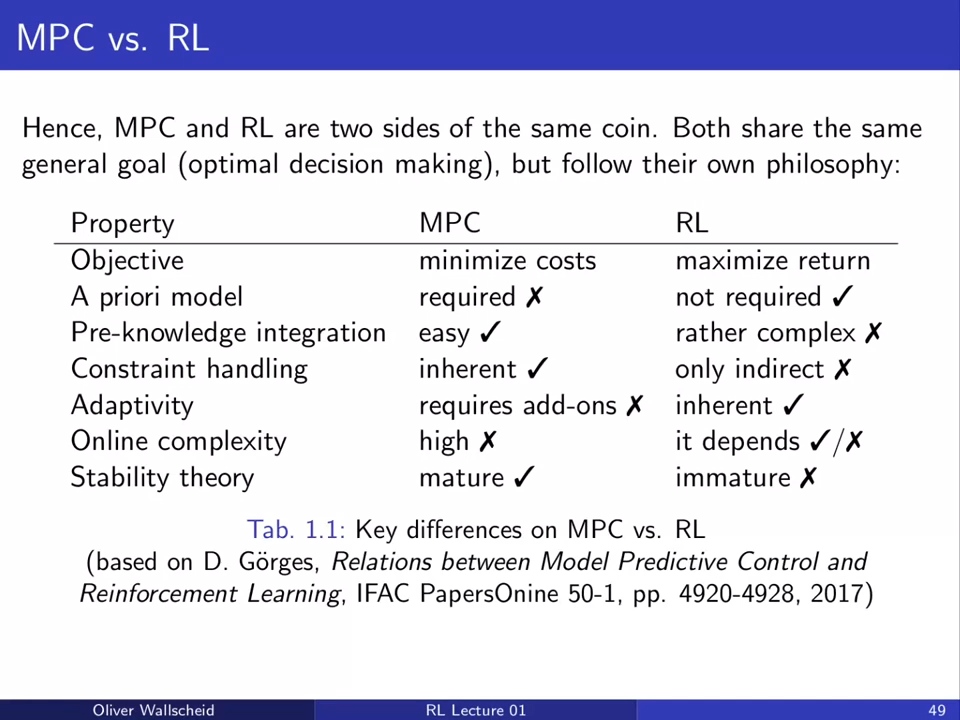 MPC vs. RL
Hence, MPC and RL are two sides of the same coin. Both share the same
general goal (optimal decision making), but follow their own philosophy:
Property MPC RL
Objective minimize costs maximize return
A priori model required ✗ not required ✓
Pre-knowledge integration easy ✓ rather complex ✗
Constraint handling inherent ✓ only indirect ✗
Adaptivity requires add-ons ✗ inherent ✓
Online complexity high ✗ it depends ✓/✗
Stability theory mature ✓ immature ✗
Tab. 1.1: Key differences on MPC vs. RL
(based on D. Görges, Relations between Model Predictive Control and
Reinforcement Learning, IFAC PapersOnine 50-1, pp. 4920-4928, 2017)
Oliver Wallscheid RL Lecture 01 49